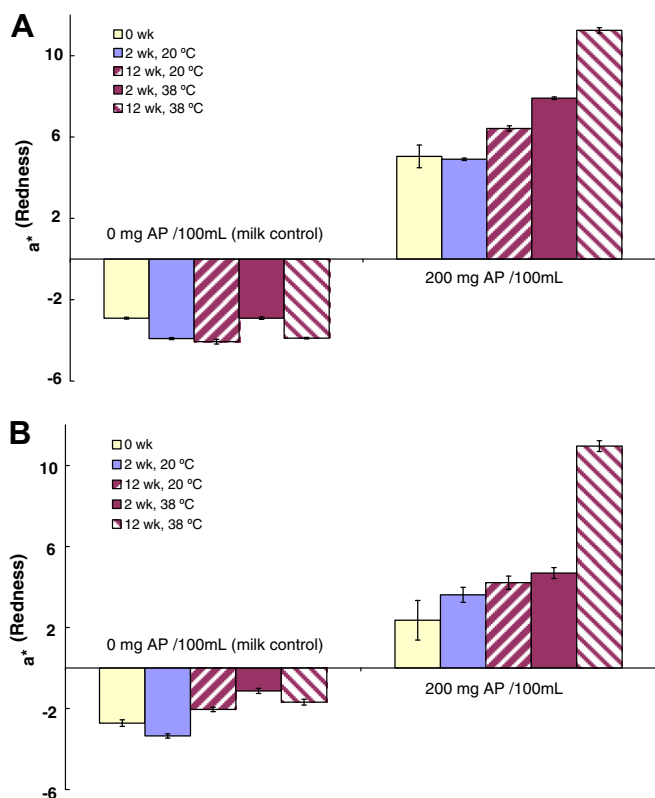 A
0 wk
2 wk, 20 ºC
12 wk, 20 ºC
2 wk, 38 ºC
12 wk, 38 ºC
10
6
2
-2
-6
a* (Redness)
0 mg AP /100mL (milk control)
200 mg AP /100mL
B
0 wk
2 wk, 20 ºC
12 wk, 20 ºC
2 wk, 38 ºC
12 wk, 38 ºC
10
6
2
-2
-6
a* (Redness)
0 mg AP /100mL (milk control)
200 mg AP /100mL